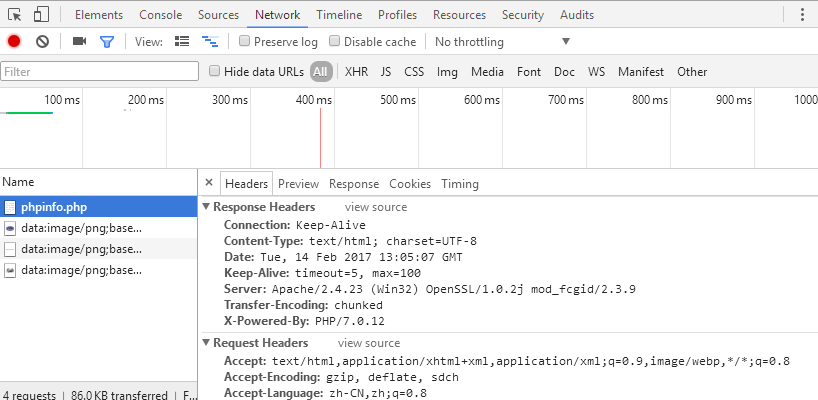 Elements Console Sources Network Timeline Profiles Resources Security Audits
View: Preserve log Disable cache No throttling
Filter Hide data URLs All XHR JS CSS Img Media Font Doc WS Manifest Other
100 ms 200 ms 300 ms 400 ms 500 ms 600 ms 700 ms 800 ms 900 ms 1000
Name
× Headers Preview Response Cookies Timing
phpinfo.php
data:image/png;base...
data:image/png;base...
data:image/png;base...
Response Headers view source
Connection: Keep-Alive
Content-Type: text/html; charset=UTF-8
Date: Tue, 14 Feb 2017 13:05:07 GMT
Keep-Alive: timeout=5, max=100
Server: Apache/2.4.23 (Win32) OpenSSL/1.0.2j mod_fcgid/2.3.9
Transfer-Encoding: chunked
X-Powered-By: PHP/7.0.12
Request Headers view source
Accept: text/html,application/xhtml+xml,application/xml;q=0.9,image/webp,*/*;q=0.8
Accept-Encoding: gzip, deflate, sdch
Accept-Language: zh-CN,zh;q=0.8
4 requests | 86.0 KB transferred | F...